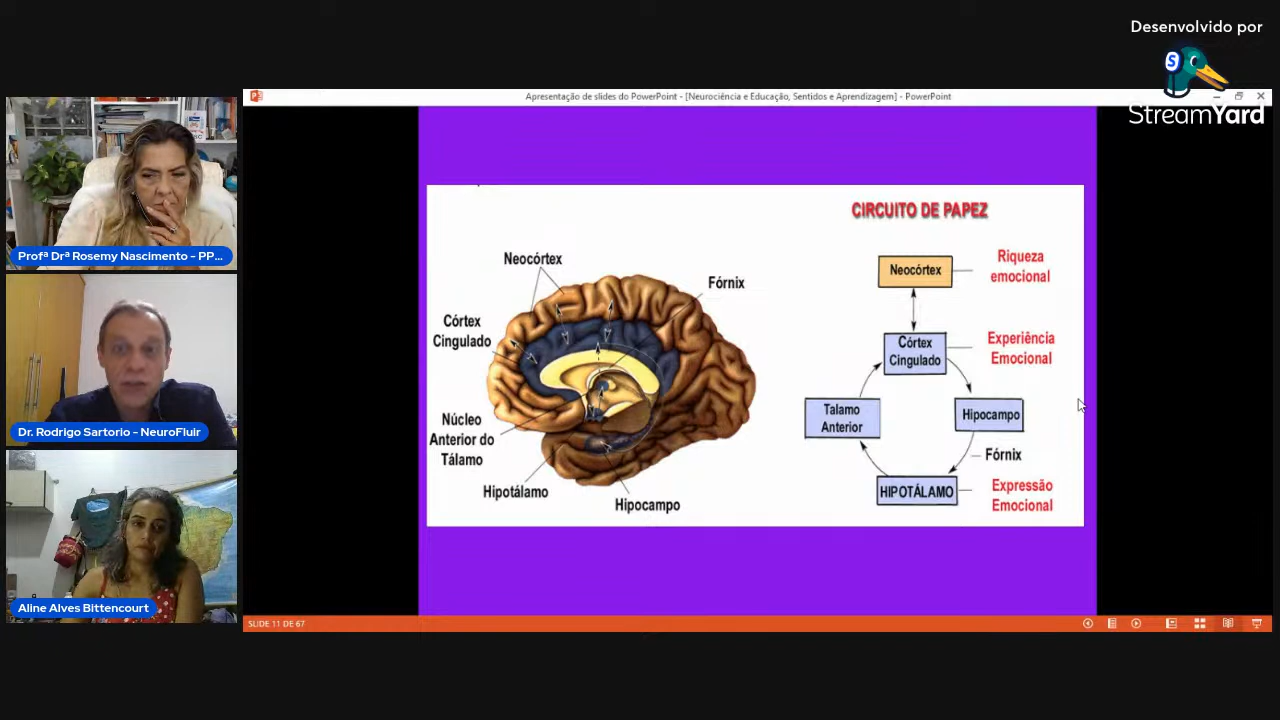 Desenvolvido por
StreamYard
Apresentação de slides do PowerPoint - [Neurociência e Educação, Sentidos e Aprendizagem] - PowerPoint
Profª Drª Rosemy Nascimento - PP...
Dr. Rodrigo Sartorio - NeuroFluir
Aline Alves Bittencourt
Neocórtex
Fórnix
Córtex
Cingulado
Núcleo
Anterior do
Tálamo
Hipotálamo
Hipocampo
CIRCUITO DE PAPEZ
Neocórtex
Riqueza
emocional
Córtex
Cingulado
Experiência
Emocional
Talamo
Anterior
Hipocampo
Fórnix
HIPOTÁLAMO
Expressão
Emocional
SLIDE 11 DE 67